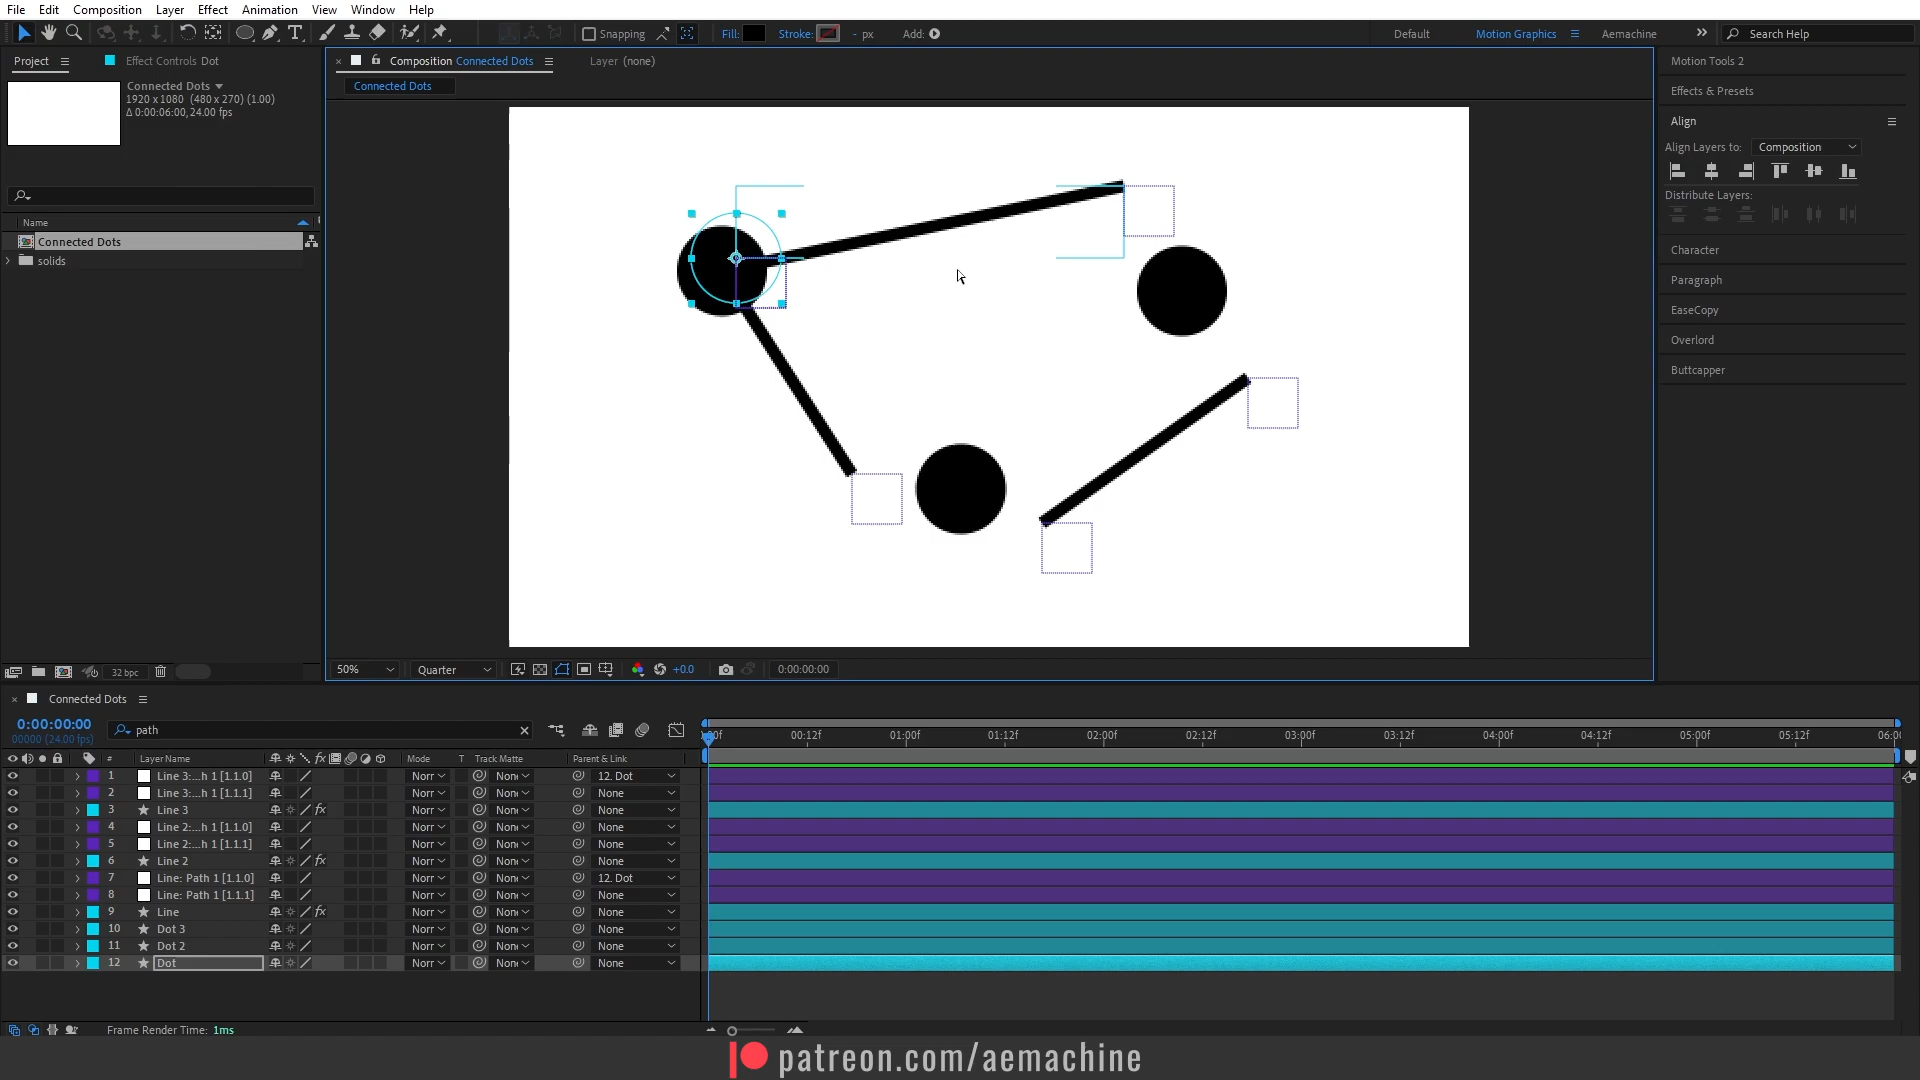 File Edit Composition Layer Effect Animation View Window Help
Snapping Fill: Stroke: - px Add: Default Motion Graphics Aemachine Search Help
Project Effect Controls Dot
Composition Connected Dots Layer (none)
Connected Dots
Connected Dots
1920 x 1080 (480 x 270) (1.00)
Δ 0:00:06:00, 24.00 fps
Name
Connected Dots
solids
32 bpc
50% Quarter +0.0 0:00:00:00
Motion Tools 2
Effects & Presets
Align
Align Layers to: Composition
Distribute Layers:
Character
Paragraph
EaseCopy
Overlord
Buttcapper
Connected Dots
0:00:00:00
00000 (24.00 fps)
path
00:12f 01:00f 01:12f 02:00f 02:12f 03:00f 03:12f 04:00f 04:12f 05:00f 05:12f 06:00
# Layer Name Mode T Track Matte Parent & Link
1 Line 3:...h 1 [1.1.0] Norr None 12. Dot
2 Line 3:...h 1 [1.1.1] Norr None None
3 Line 3 fx Norr None None
4 Line 2:...h 1 [1.1.0] Norr None None
5 Line 2:...h 1 [1.1.1] Norr None None
6 Line 2 fx Norr None None
7 Line: Path 1 [1.1.0] Norr None 12. Dot
8 Line: Path 1 [1.1.1] Norr None None
9 Line fx Norr None None
10 Dot 3 Norr None None
11 Dot 2 Norr None None
12 Dot Norr None None
Frame Render Time: 1ms
patreon.com/aemachine